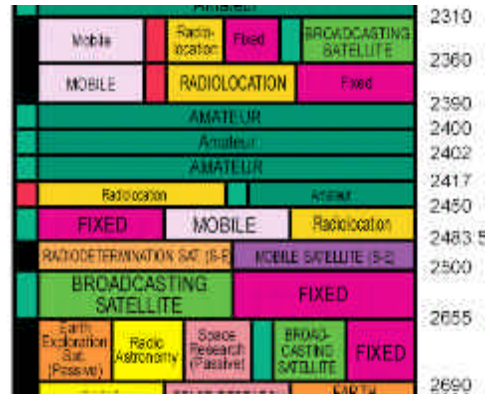 Amateur
2310
Mobile
Radio-
location
Fixed
BROADCASTING
SATELLITE
2360
MOBILE
RADIOLOCATION
Fixed
2390
AMATEUR
2400
Amateur
2402
AMATEUR
2417
Radiolocation
Amateur
2450
FIXED
MOBILE
Radiolocation
2483.5
RADIODETERMINATION SAT. (S-E)
MOBILE SATELLITE (S-E)
2500
BROADCASTING
SATELLITE
FIXED
2655
Earth
Exploration
Sat.
(Passive)
Radio
Astronomy
Space
Research
(Passive)
BROAD-
CASTING
SATELLITE
FIXED
2690
EARTH